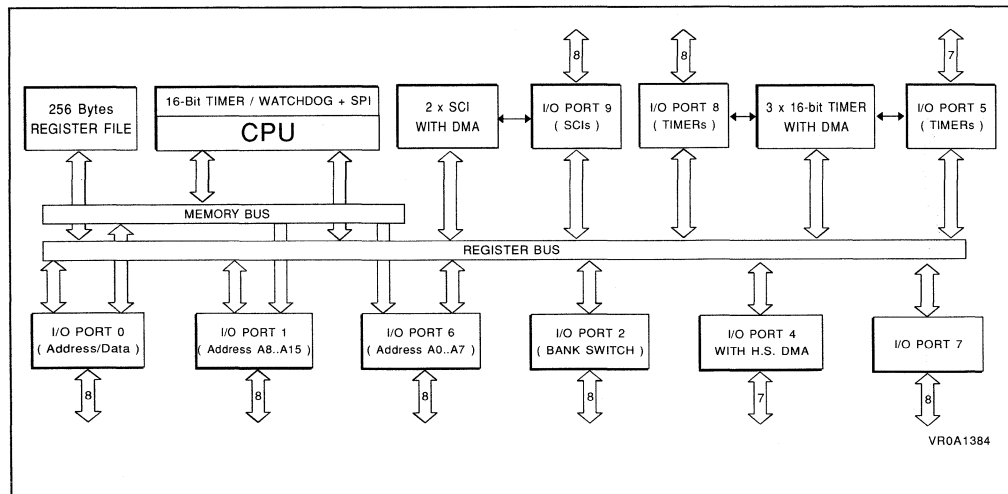 8
8
7
256 Bytes
REGISTER FILE
16-Bit TIMER / WATCHDOG + SPI
CPU
2 x SCI
WITH DMA
I/O PORT 9
( SCIs )
I/O PORT 8
( TIMERs )
3 x 16-bit TIMER
WITH DMA
I/O PORT 5
( TIMERs )
MEMORY BUS
REGISTER BUS
I/O PORT 0
( Address/Data )
I/O PORT 1
( Address A8..A15 )
I/O PORT 6
( Address A0..A7 )
I/O PORT 2
( BANK SWITCH )
I/O PORT 4
WITH H.S. DMA
I/O PORT 7
8
8
8
8
7
8
VR0A1384